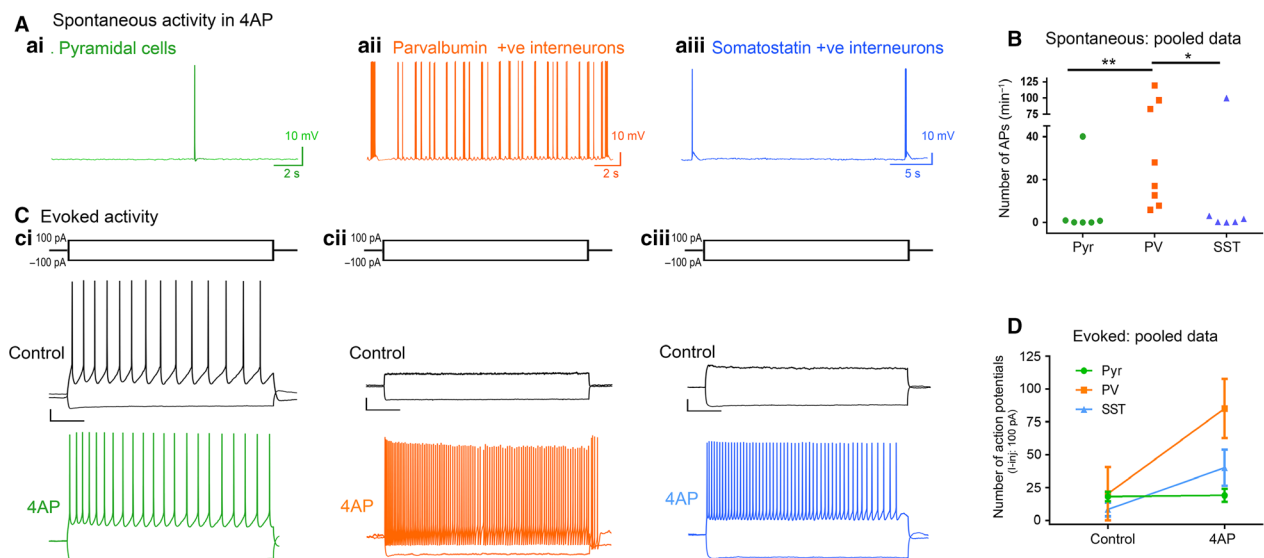 A Spontaneous activity in 4AP
ai . Pyramidal cells
10 mV
2 s
aii Parvalbumin +ve interneurons
10 mV
2 s
aiii Somatostatin +ve interneurons
10 mV
5 s
B Spontaneous: pooled data
** *
Number of APs (min⁻¹)
125
100
75
40
20
0
Pyr PV SST
C Evoked activity
ci 100 pA
–100 pA
Control
4AP
cii 100 pA
–100 pA
Control
4AP
ciii 100 pA
–100 pA
Control
4AP
D Evoked: pooled data
Number of action potentials
(I-inj: 100 pA)
125
100
75
50
25
0
Pyr
PV
SST
Control 4AP